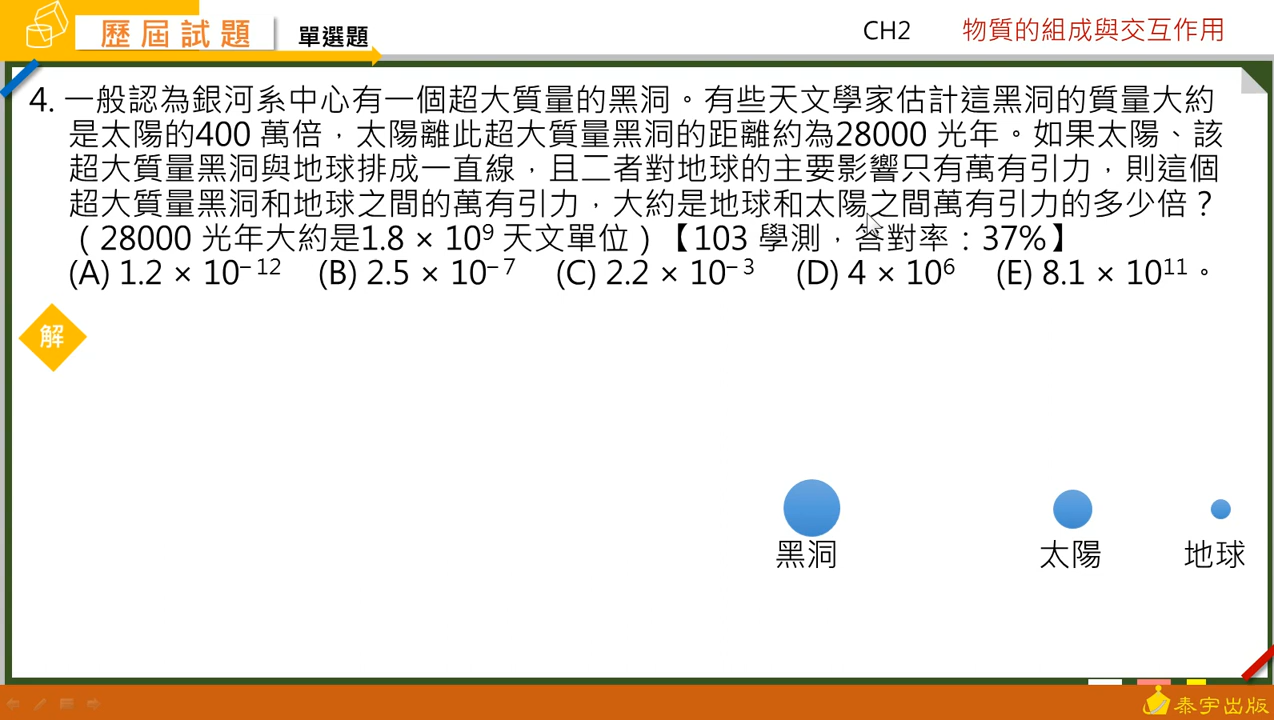 歷屆試題
單選題
CH2
物質的組成與交互作用
4. 一般認為銀河系中心有一個超大質量的黑洞。有些天文學家估計這黑洞的質量大約
是太陽的400 萬倍，太陽離此超大質量黑洞的距離約為28000 光年。如果太陽、該
超大質量黑洞與地球排成一直線，且二者對地球的主要影響只有萬有引力，則這個
超大質量黑洞和地球之間的萬有引力，大約是地球和太陽之間萬有引力的多少倍？
（28000 光年大約是1.8 × 10⁹ 天文單位）【103 學測，答對率：37%】
(A) 1.2 × 10⁻¹² (B) 2.5 × 10⁻⁷ (C) 2.2 × 10⁻³ (D) 4 × 10⁶ (E) 8.1 × 10¹¹。
解
黑洞
太陽
地球
泰宇出版